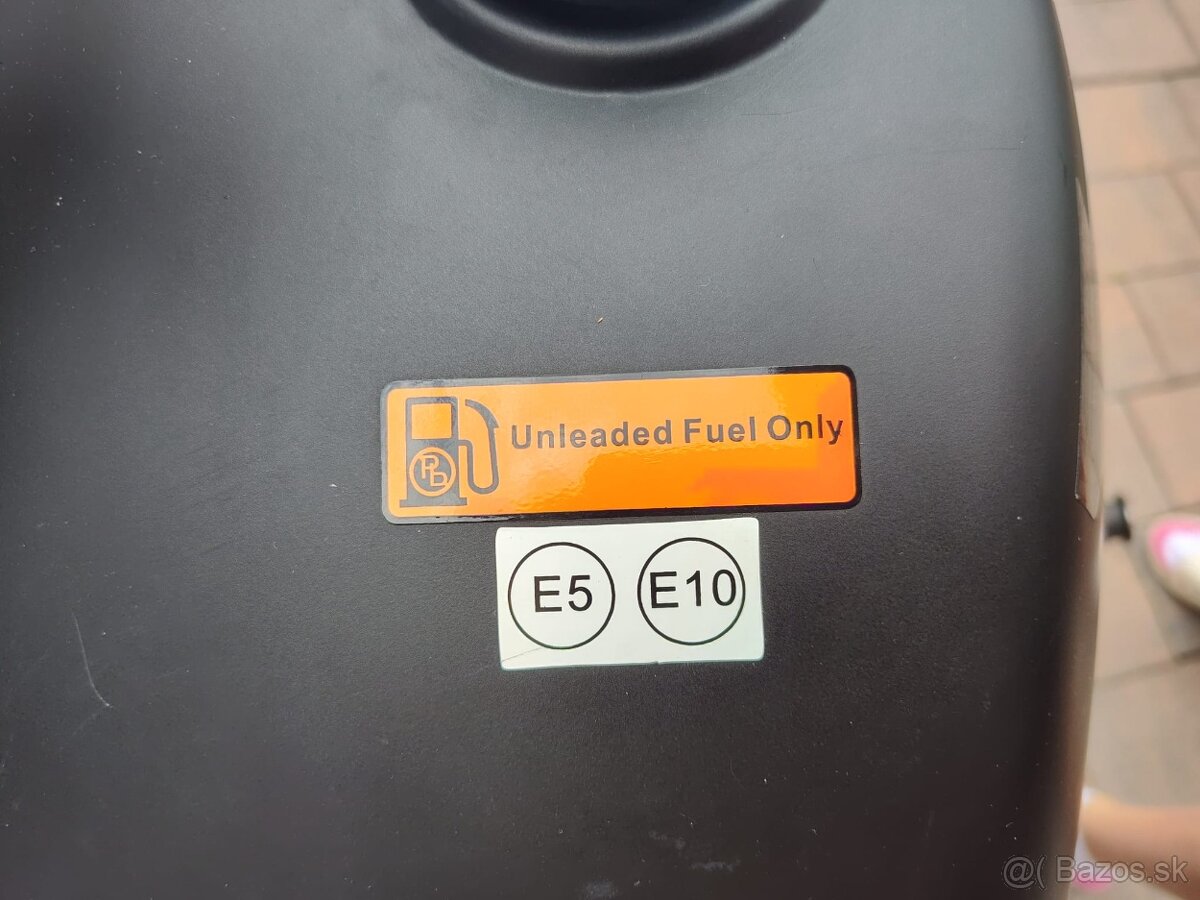 Unleaded Fuel Only
Pb
E5 E10
@( Bazos.sk